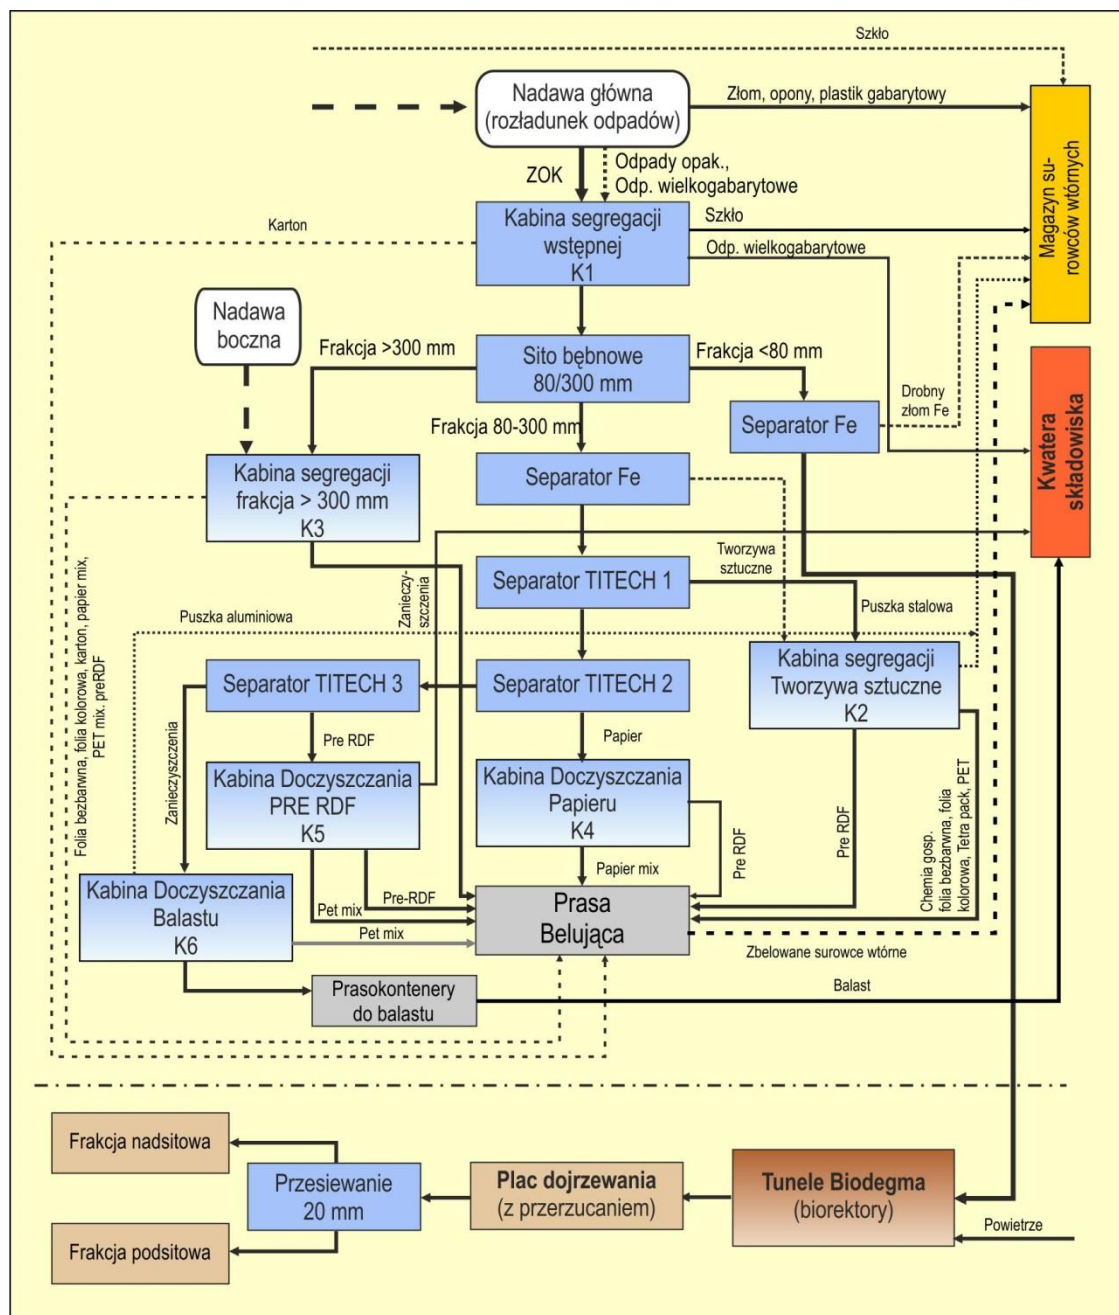 Szkło
Nadawa główna
(rozładunek odpadów)
Złom, opony, plastik gabarytowy
Magazyn su-
rowców wtórnych
ZOK
Odpady opak.,
Odp. wielkogabarytowe
Karton
Kabina segregacji
wstępnej
K1
Szkło
Odp. wielkogabarytowe
Nadawa
boczna
Frakcja >300 mm
Sito bębnowe
80/300 mm
Frakcja <80 mm
Drobny
złom Fe
Kwatera
składowiska
Frakcja 80-300 mm
Separator Fe
Kabina segregacji
frakcja > 300 mm
K3
Separator Fe
Tworzywa
sztuczne
Separator TITECH 1
Zanieczy-
szczenia
Puszka aluminiowa
Puszka stalowa
Folia bezbarwna, folia kolorowa, karton, papier mix,
PET mix. preRDF
Separator TITECH 3
Separator TITECH 2
Kabina segregacji
Tworzywa sztuczne
K2
Zanieczyszczenia
Pre RDF
Papier
Kabina Doczyszczania
PRE RDF
K5
Kabina Doczyszczania
Papieru
K4
Pre RDF
Pre RDF
Chemia gosp.
folia bezbarwna, folia
kolorowa, Tetra pack, PET
Kabina Doczyszczania
Balastu
K6
Pet mix
Pre-RDF
Papier mix
Pet mix
Prasa
Belująca
Zbelowane surowce wtórne
Prasokontenery
do balastu
Balast
Frakcja nadsitowa
Przesiewanie
20 mm
Plac dojrzewania
(z przerzucaniem)
Tunele Biodegma
(biorektory)
Powietrze
Frakcja podsitowa